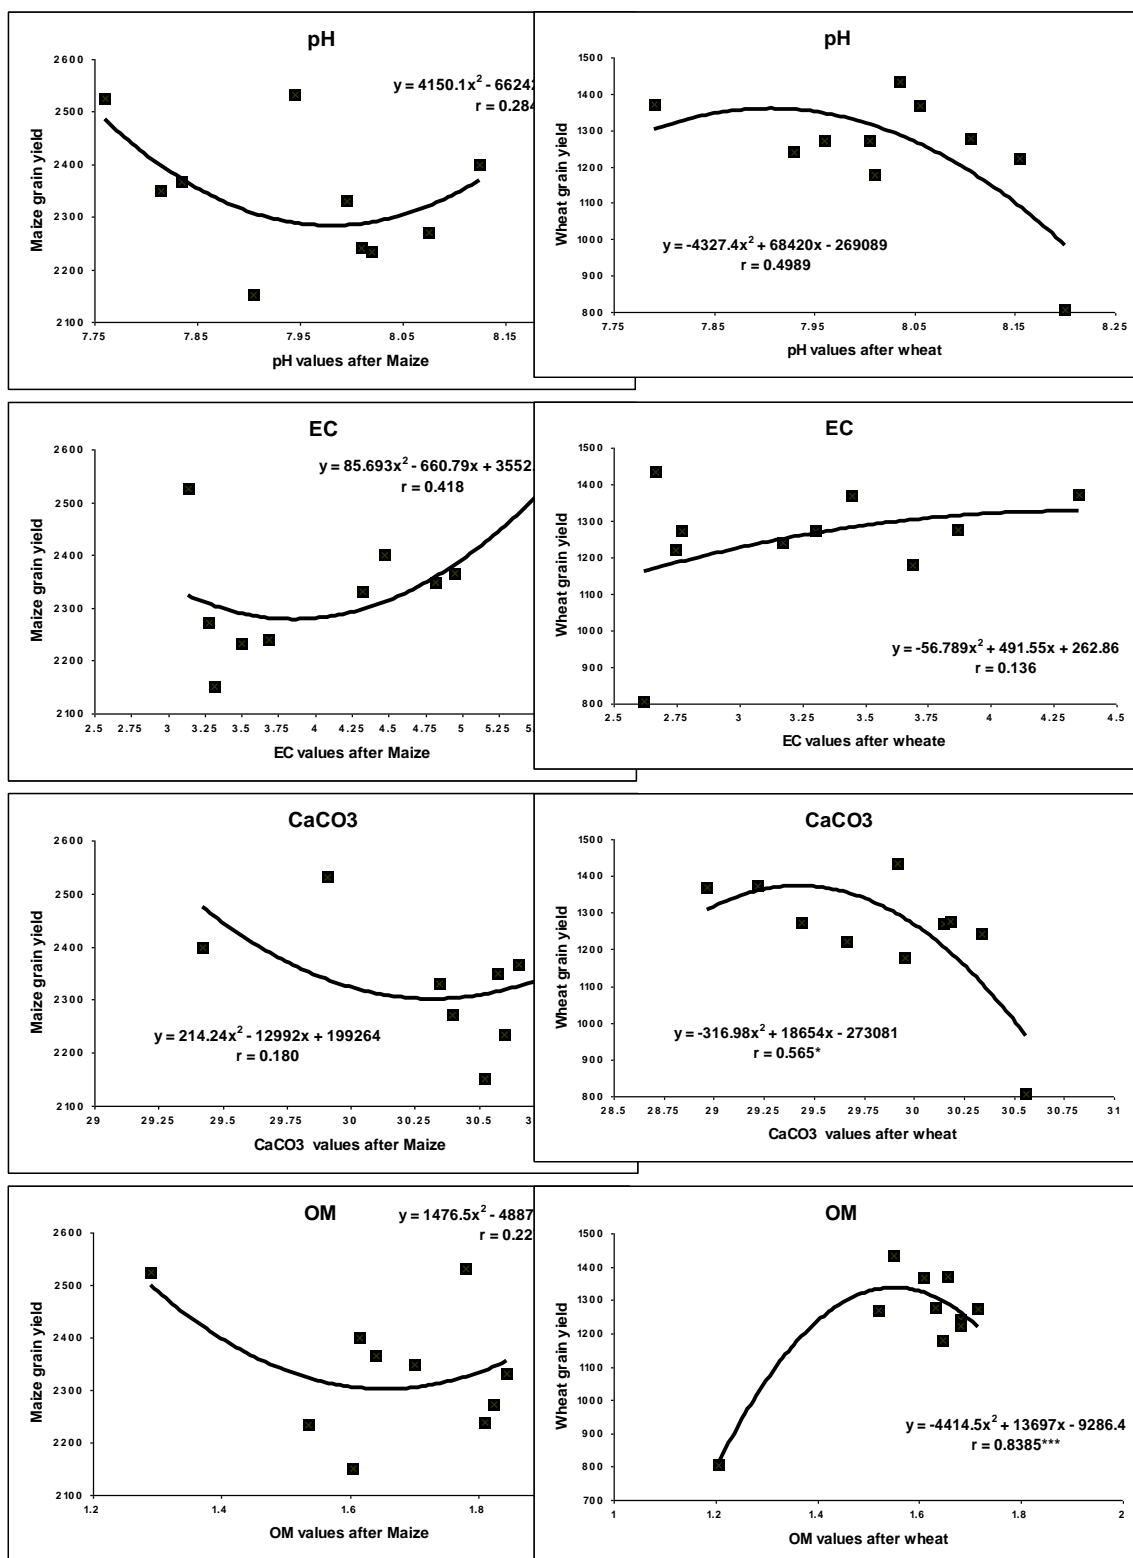 pH
y = 4150.1x² - 66242
r = 0.284
Maize grain yield
2600
2500
2400
2300
2200
2100
7.75 7.85 7.95 8.05 8.15
pH values after Maize
pH
Wheat grain yield
1500
1400
1300
1200
1100
1000
900
800
y = -4327.4x² + 68420x - 269089
r = 0.4989
7.75 7.85 7.95 8.05 8.15 8.25
pH values after wheat
EC
y = 85.693x² - 660.79x + 3552.
r = 0.418
Maize grain yield
2600
2500
2400
2300
2200
2100
2.5 2.75 3 3.25 3.5 3.75 4 4.25 4.5 4.75 5 5.
EC values after Maize
EC
Wheat grain yield
1500
1400
1300
1200
1100
1000
900
800
y = -56.789x² + 491.55x + 262.86
r = 0.136
2.5 2.75 3 3.25 3.5 3.75 4 4.25 4.5
EC values after wheate
CaCO3
Maize grain yield
2600
2500
2400
2300
2200
2100
y = 214.24x² - 12992x + 199264
r = 0.180
29 29.25 29.5 29.75 30 30.25 30.5 3
CaCO3 values after Maize
CaCO3
Wheat grain yield
1500
1400
1300
1200
1100
1000
900
800
y = -316.98x² + 18654x - 273081
r = 0.565*
28.5 28.75 29 29.25 29.5 29.75 30 30.25 30.5 30.75 31
CaCO3 values after wheat
OM
y = 1476.5x² - 4887
r = 0.22
Maize grain yield
2600
2500
2400
2300
2200
2100
1.2 1.4 1.6 1.8
OM values after Maize
OM
Wheat grain yield
1500
1400
1300
1200
1100
1000
900
800
700
y = -4414.5x² + 13697x - 9286.4
r = 0.8385***
1 1.2 1.4 1.6 1.8 2
OM values after wheat